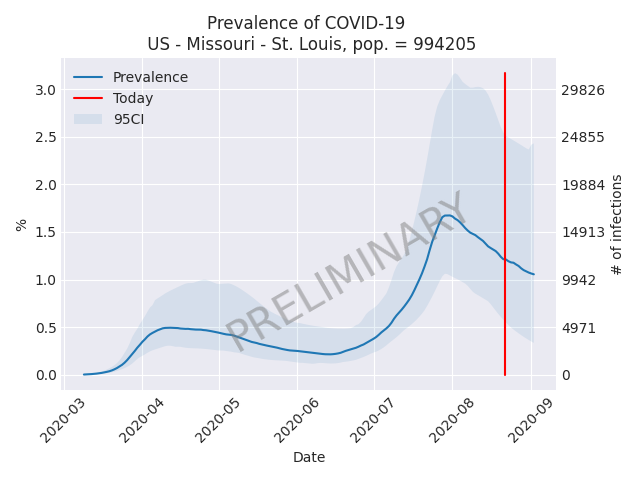 Prevalence of COVID-19
US - Missouri - St. Louis, pop. = 994205
Prevalence
Today
95CI
3.0
2.5
2.0
1.5
1.0
0.5
0.0
%
29826
24855
19884
14913
9942
4971
0
# of infections
PRELIMINARY
2020-03
2020-04
2020-05
2020-06
2020-07
2020-08
2020-09
Date